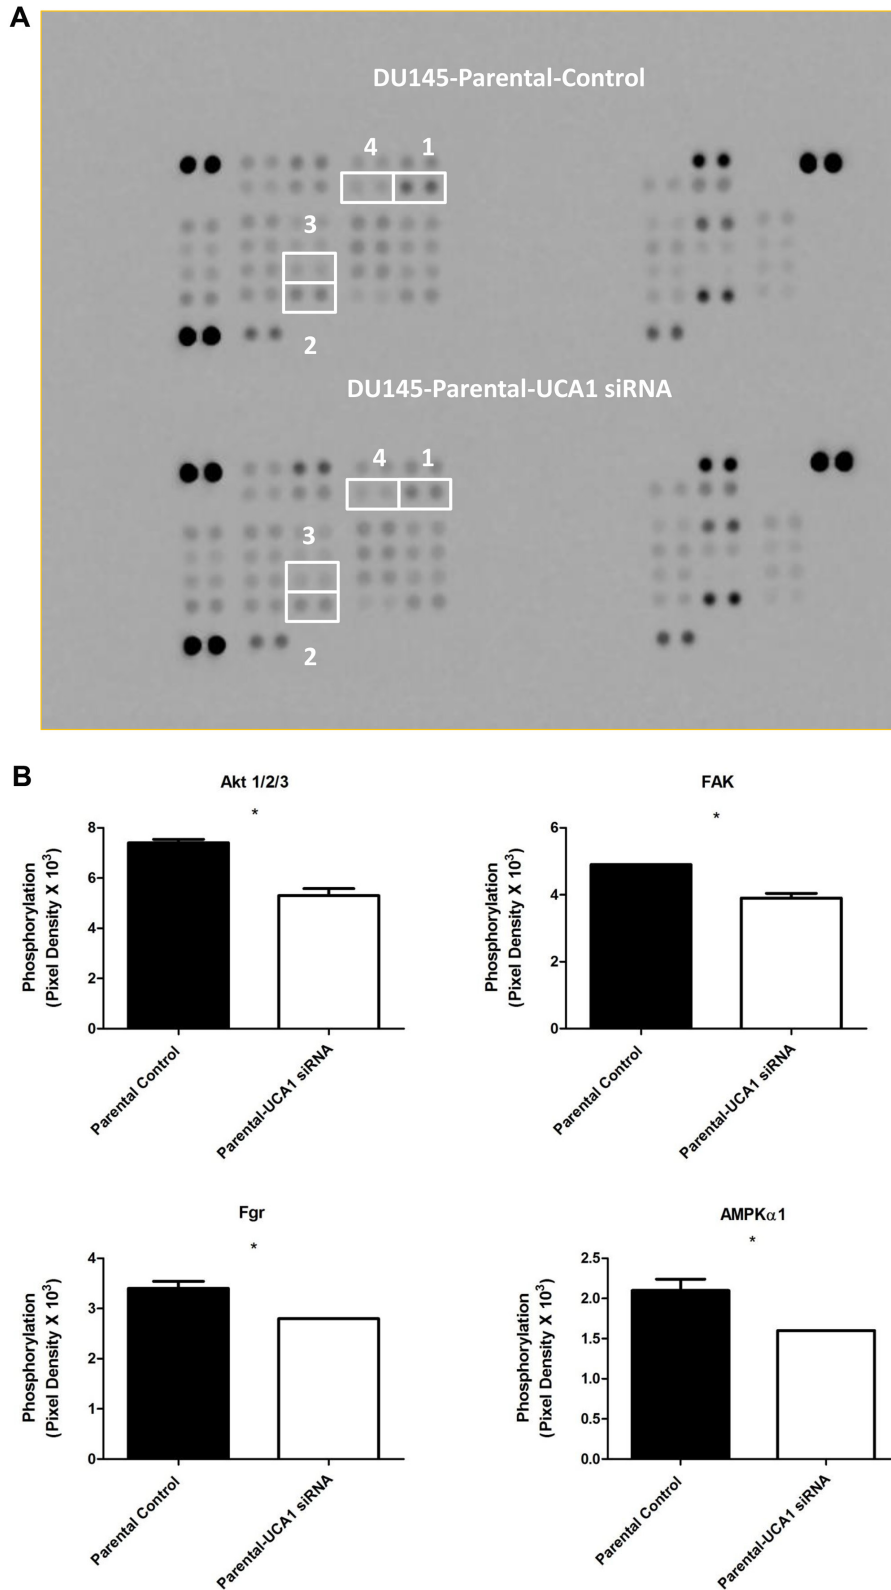 A
DU145-Parental-Control
4 1
3
2
DU145-Parental-UCA1 siRNA
4 1
3
2
B
Akt 1/2/3
*
Phosphorylation
(Pixel Density X 10³)
8
6
4
2
0
Parental Control
Parental-UCA1 siRNA
FAK
*
Phosphorylation
(Pixel Density X 10³)
6
4
2
0
Parental Control
Parental-UCA1 siRNA
Fgr
*
Phosphorylation
(Pixel Density X 10³)
4
3
2
1
0
Parental Control
Parental-UCA1 siRNA
AMPKα1
*
Phosphorylation
(Pixel Density X 10³)
2.5
2.0
1.5
1.0
0.5
0.0
Parental Control
Parental-UCA1 siRNA